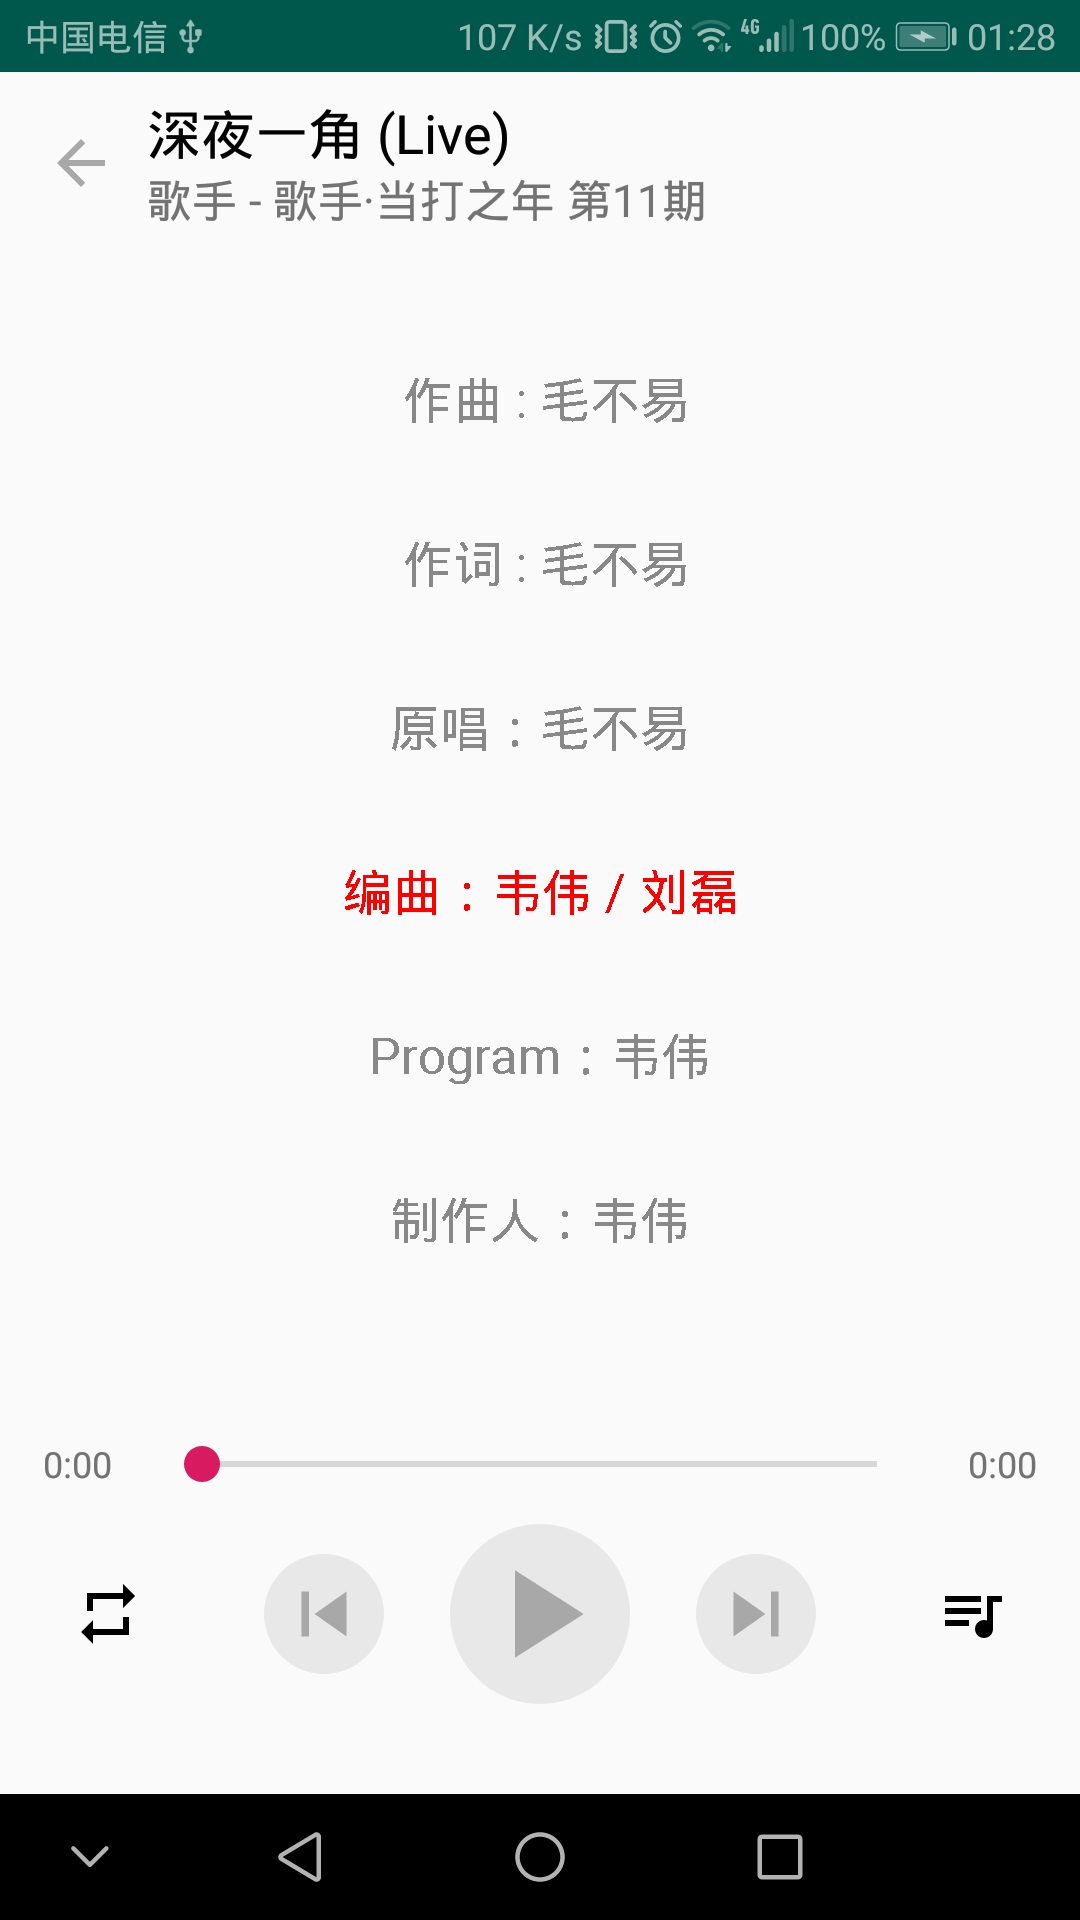 中国电信 107 K/s 4G 100% 01:28
深夜一角 (Live)
歌手 - 歌手·当打之年 第11期
作曲 : 毛不易
作词 : 毛不易
原唱：毛不易
编曲：韦伟 / 刘磊
Program：韦伟
制作人：韦伟
0:00 0:00